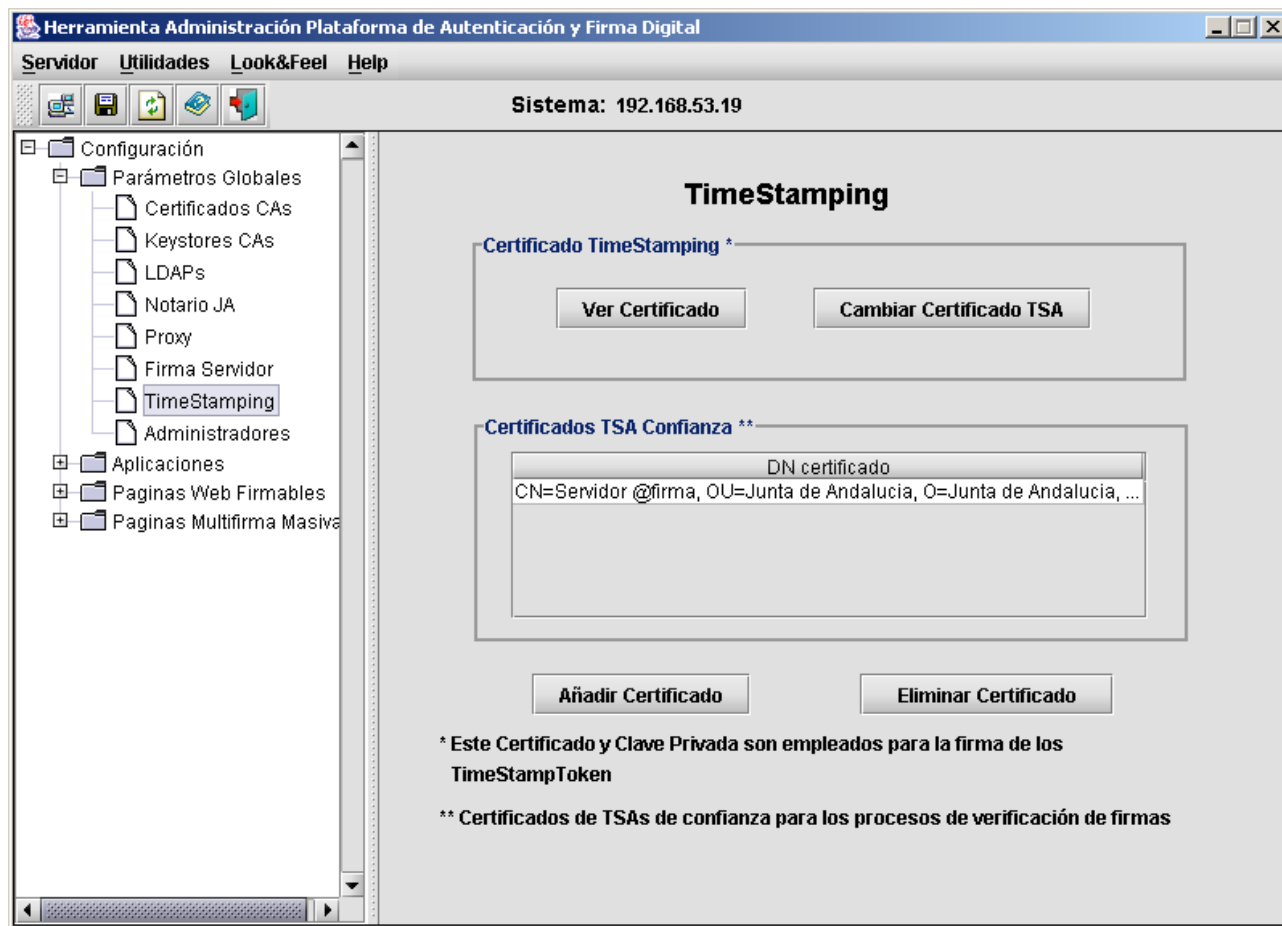 Herramienta Administración Plataforma de Autenticación y Firma Digital
Servidor Utilidades Look&Feel Help
Sistema: 192.168.53.19
Configuración
Parámetros Globales
Certificados CAs
Keystores CAs
LDAPs
Notario JA
Proxy
Firma Servidor
TimeStamping
Administradores
Aplicaciones
Paginas Web Firmables
Paginas Multifirma Masiva
TimeStamping
Certificado TimeStamping *
Ver Certificado Cambiar Certificado TSA
Certificados TSA Confianza **
DN certificado
CN=Servidor @firma, OU=Junta de Andalucia, O=Junta de Andalucia, ...
Añadir Certificado Eliminar Certificado
* Este Certificado y Clave Privada son empleados para la firma de los
TimeStampToken
** Certificados de TSAs de confianza para los procesos de verificación de firmas